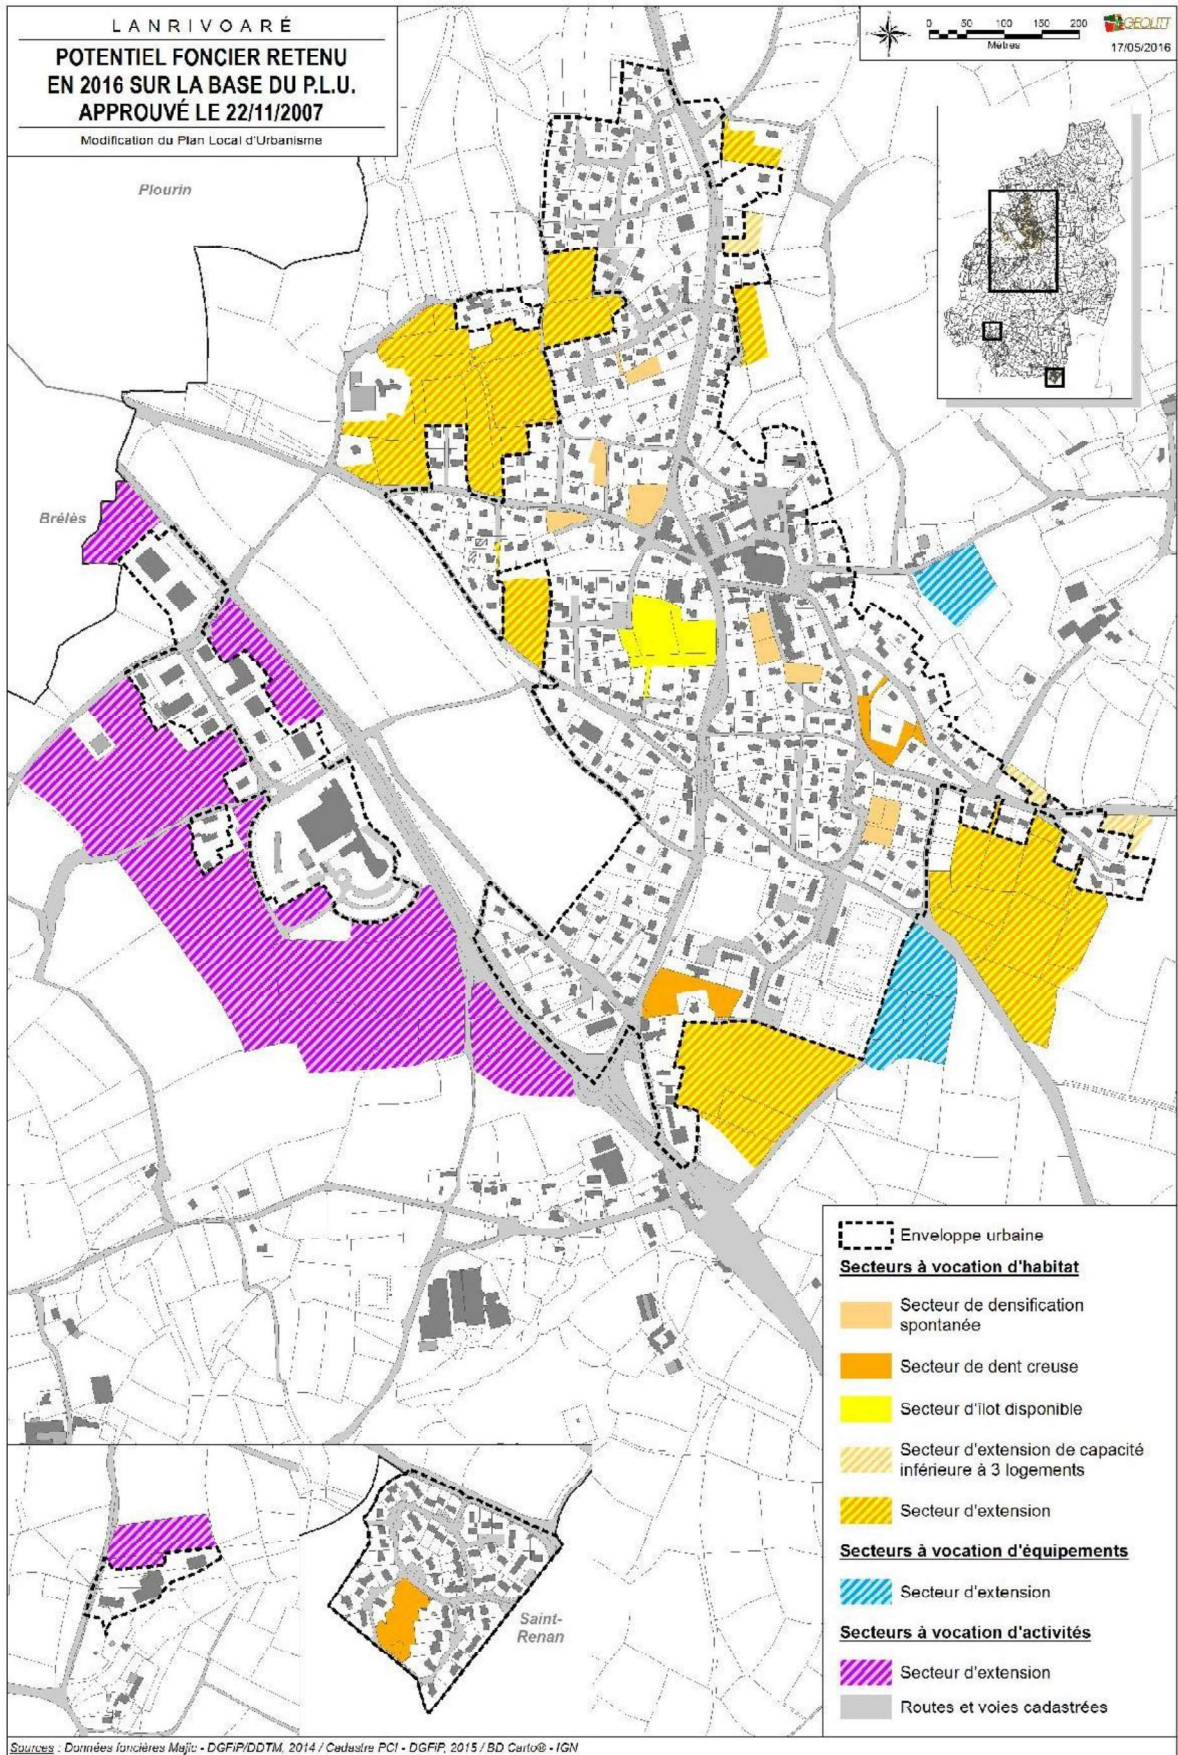 LANRIVOARÉ
POTENTIEL FONCIER RETENU
EN 2016 SUR LA BASE DU P.L.U.
APPROUVÉ LE 22/11/2007
Modification du Plan Local d'Urbanisme
0 50 100 150 200
Mètres
GEOLITT
17/05/2016
Plourin
Brélès
Enveloppe urbaine
Secteurs à vocation d'habitat
Secteur de densification
spontanée
Secteur de dent creuse
Secteur d'îlot disponible
Secteur d'extension de capacité
inférieure à 3 logements
Secteur d'extension
Secteurs à vocation d'équipements
Secteur d'extension
Secteurs à vocation d'activités
Secteur d'extension
Routes et voies cadastrées
Saint-
Renan
Sources : Données foncières Majic - DGFiP/DDTM, 2014 / Cadastre PCI - DGFiP, 2015 / BD Carto® - IGN